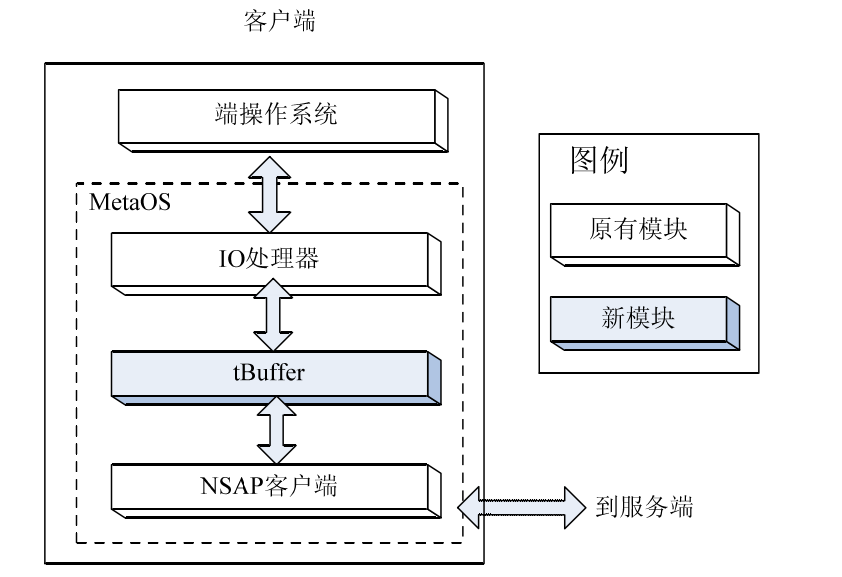 客户端
端操作系统
MetaOS
IO处理器
tBuffer
NSAP客户端
到服务端
图例
原有模块
新模块